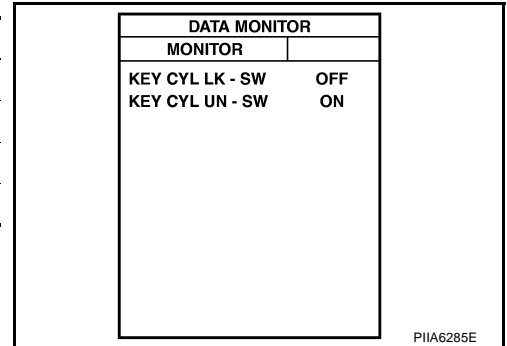 DATA MONITOR
MONITOR
KEY CYL LK - SW OFF
KEY CYL UN - SW ON
PIIA6285E